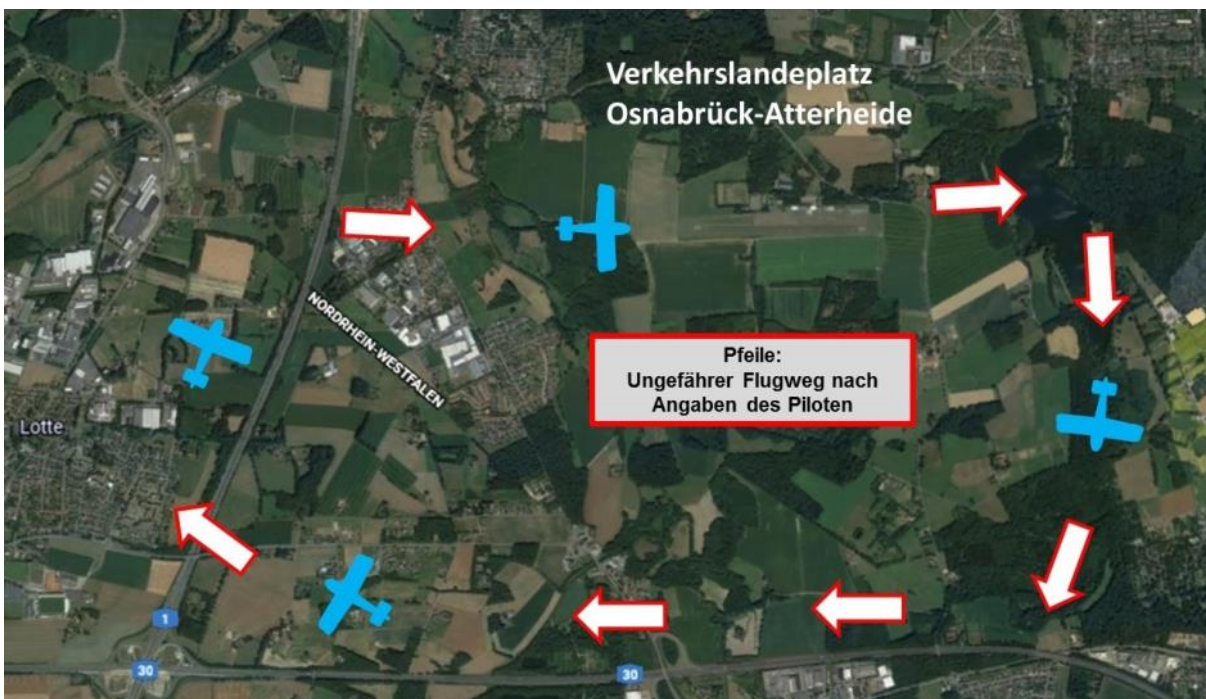 Verkehrslandeplatz
Osnabrück-Atterheide
NORDRHEIN-WESTFALEN
Pfeile:
Ungefährer Flugweg nach
Angaben des Piloten
Lotte
1
30
30